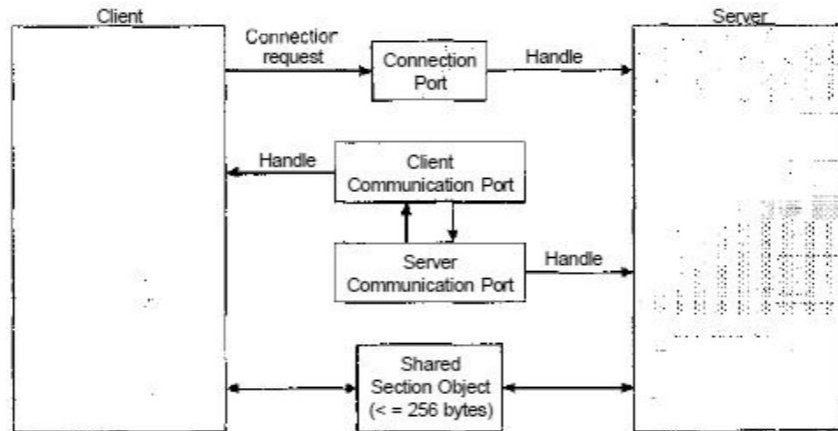 Client
Server
Connection
request
Connection
Port
Handle
Handle
Client
Communication Port
Server
Communication Port
Handle
Shared
Section Object
(< = 256 bytes)